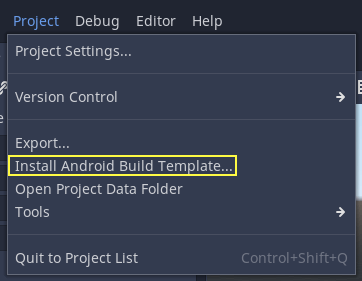 Project Debug Editor Help
Project Settings...
Version Control
Export...
Install Android Build Template...
Open Project Data Folder
Tools
Quit to Project List Control+Shift+Q